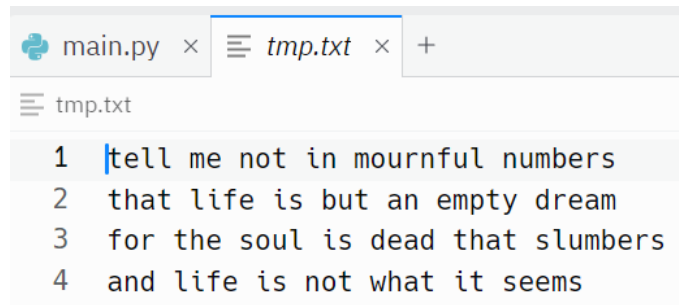 main.py × tmp.txt × +
tmp.txt
1 tell me not in mournful numbers
2 that life is but an empty dream
3 for the soul is dead that slumbers
4 and life is not what it seems